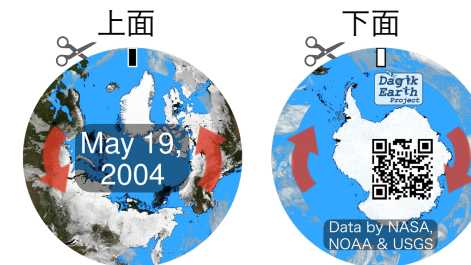 上面
下面
May 19,
2004
Dagik
Earth
Project
Data by NASA,
NOAA & USGS